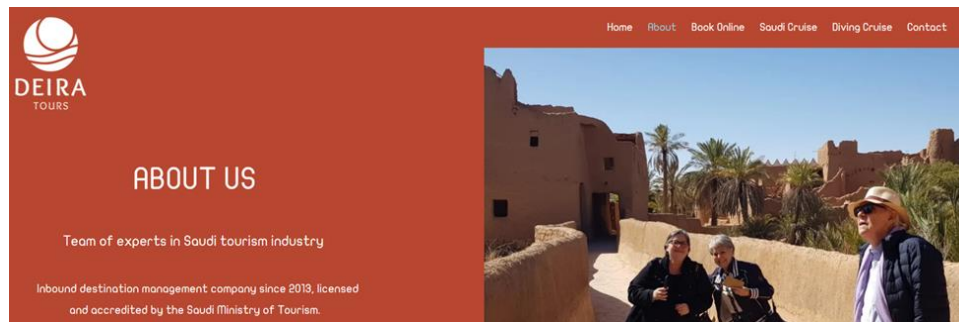 DEIRA
TOURS
Home About Book Online Saudi Cruise Diving Cruise Contact
ABOUT US
Team of experts in Saudi tourism industry
Inbound destination management company since 2013, licensed
and accredited by the Saudi Ministry of Tourism.